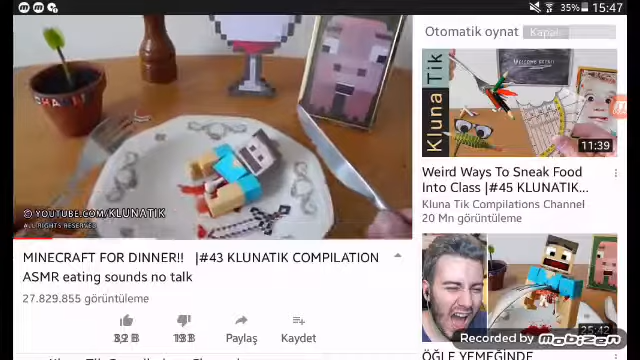 35% 15:47
Otomatik oynat
Kapalı
Kluna Tik
11:39
© YOUTUBE.COM/KLUNATIK
ALL RIGHTS RESERVED
Weird Ways To Sneak Food
Into Class |#45 KLUNATIK...
Kluna Tik Compilations Channel
20 Mn görüntüleme
MINECRAFT FOR DINNER!! |#43 KLUNATIK COMPILATION
ASMR eating sounds no talk
27.829.855 görüntüleme
Paylaş
Kaydet
25:42
Recorded by mobizen
ÖĞLE